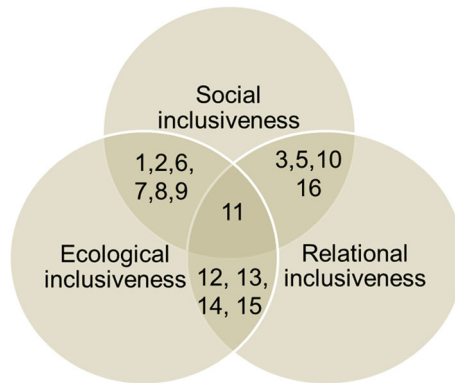 Social
inclusiveness
1,2,6,
7,8,9
3,5,10
16
11
Ecological
inclusiveness
Relational
inclusiveness
12, 13,
14, 15